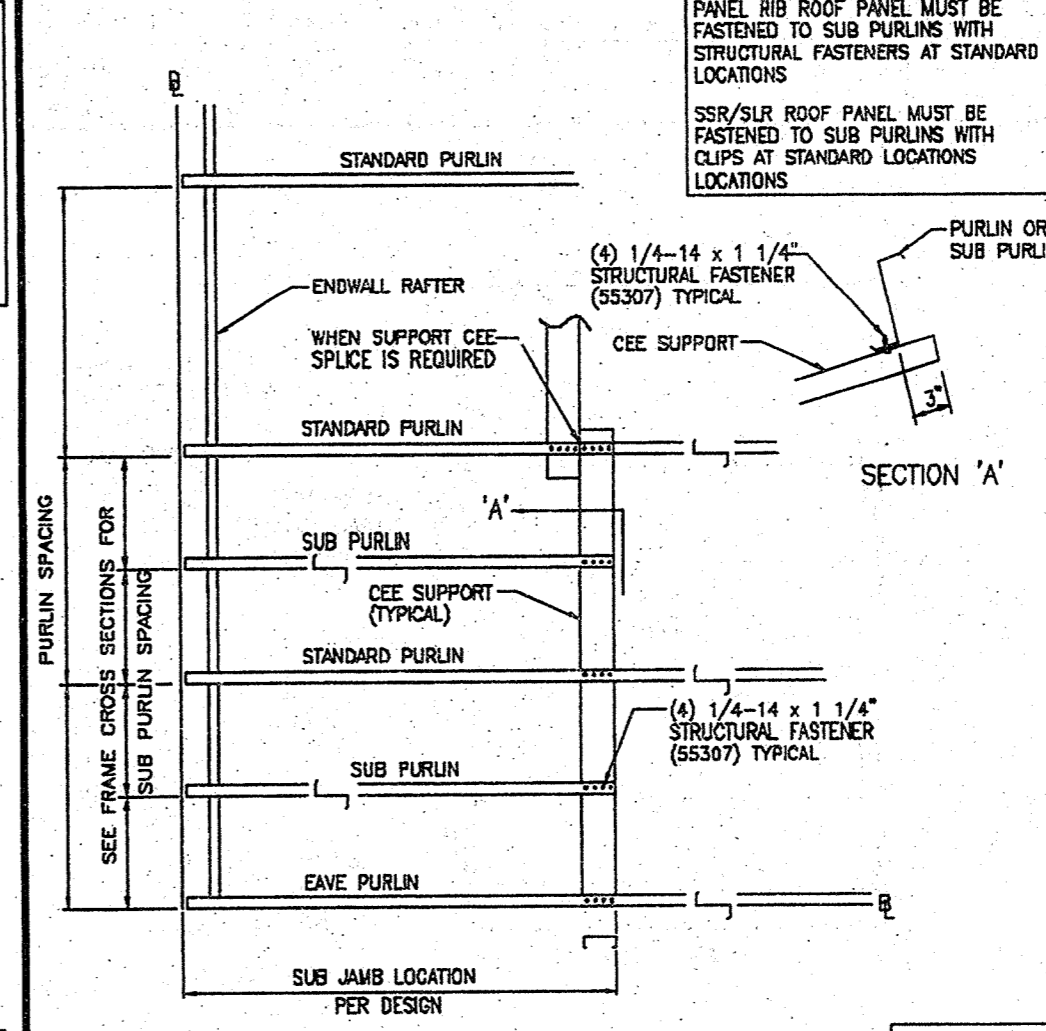 PANEL RIB ROOF PANEL MUST BE
FASTENED TO SUB PURLINS WITH
STRUCTURAL FASTENERS AT STANDARD
LOCATIONS
SSR/SLR ROOF PANEL MUST BE
FASTENED TO SUB PURLINS WITH
CLIPS AT STANDARD LOCATIONS
LOCATIONS
STANDARD PURLIN
PURLIN OR
SUB PURLI
(4) 1/4-14 x 1 1/4"
STRUCTURAL FASTENER
(55307) TYPICAL
ENDWALL RAFTER
WHEN SUPPORT CEE
SPLICE IS REQUIRED
CEE SUPPORT
3"
STANDARD PURLIN
SECTION 'A'
'A'
SUB PURLIN
CEE SUPPORT
(TYPICAL)
PURLIN SPACING
SEE FRAME CROSS SECTIONS FOR
SUB PURLIN SPACING
STANDARD PURLIN
(4) 1/4-14 x 1 1/4"
STRUCTURAL FASTENER
(55307) TYPICAL
SUB PURLIN
EAVE PURLIN
SUB JAMB LOCATION
PER DESIGN